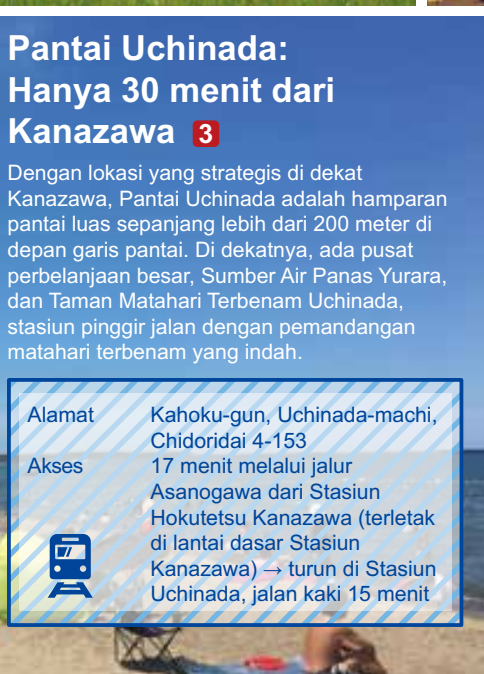 Pantai Uchinada:
Hanya 30 menit dari
Kanazawa 3
Dengan lokasi yang strategis di dekat
Kanazawa, Pantai Uchinada adalah hamparan
pantai luas sepanjang lebih dari 200 meter di
depan garis pantai. Di dekatnya, ada pusat
perbelanjaan besar, Sumber Air Panas Yurara,
dan Taman Matahari Terbenam Uchinada,
stasiun pinggir jalan dengan pemandangan
matahari terbenam yang indah.
Alamat Kahoku-gun, Uchinada-machi,
Chidoridai 4-153
Akses 17 menit melalui jalur
Asanogawa dari Stasiun
Hokutetsu Kanazawa (terletak
di lantai dasar Stasiun
Kanazawa) → turun di Stasiun
Uchinada, jalan kaki 15 menit